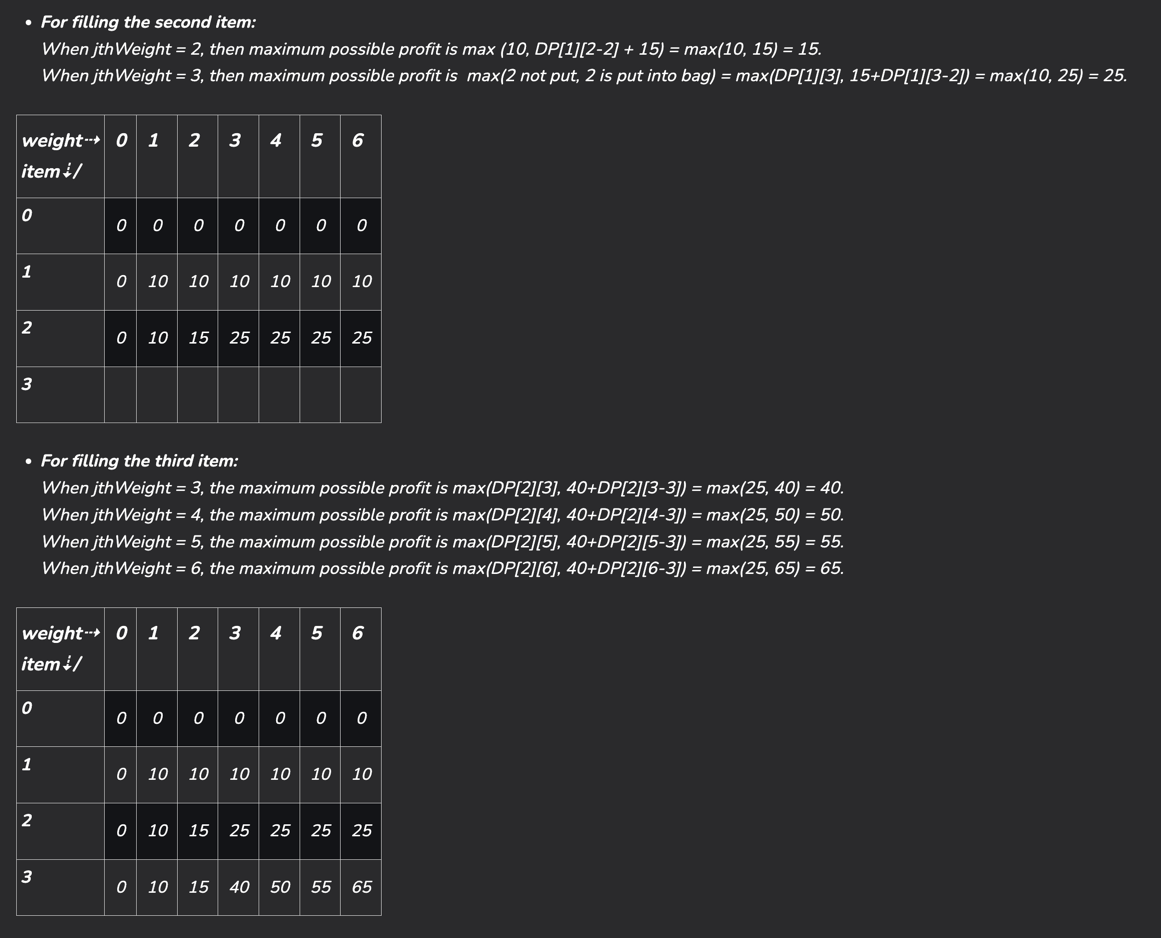 • For filling the second item:
When jthWeight = 2, then maximum possible profit is max (10, DP[1][2-2] + 15) = max(10, 15) = 15.
When jthWeight = 3, then maximum possible profit is  max(2 not put, 2 is put into bag) = max(DP[1][3], 15+DP[1][3-2]) = max(10, 25) = 25.
weight⇢ 0 1 2 3 4 5 6
item⇣/
0 0 0 0 0 0 0 0
1 0 10 10 10 10 10 10
2 0 10 15 25 25 25 25
3
• For filling the third item:
When jthWeight = 3, the maximum possible profit is max(DP[2][3], 40+DP[2][3-3]) = max(25, 40) = 40.
When jthWeight = 4, the maximum possible profit is max(DP[2][4], 40+DP[2][4-3]) = max(25, 50) = 50.
When jthWeight = 5, the maximum possible profit is max(DP[2][5], 40+DP[2][5-3]) = max(25, 55) = 55.
When jthWeight = 6, the maximum possible profit is max(DP[2][6], 40+DP[2][6-3]) = max(25, 65) = 65.
weight⇢ 0 1 2 3 4 5 6
item⇣/
0 0 0 0 0 0 0 0
1 0 10 10 10 10 10 10
2 0 10 15 25 25 25 25
3 0 10 15 40 50 55 65